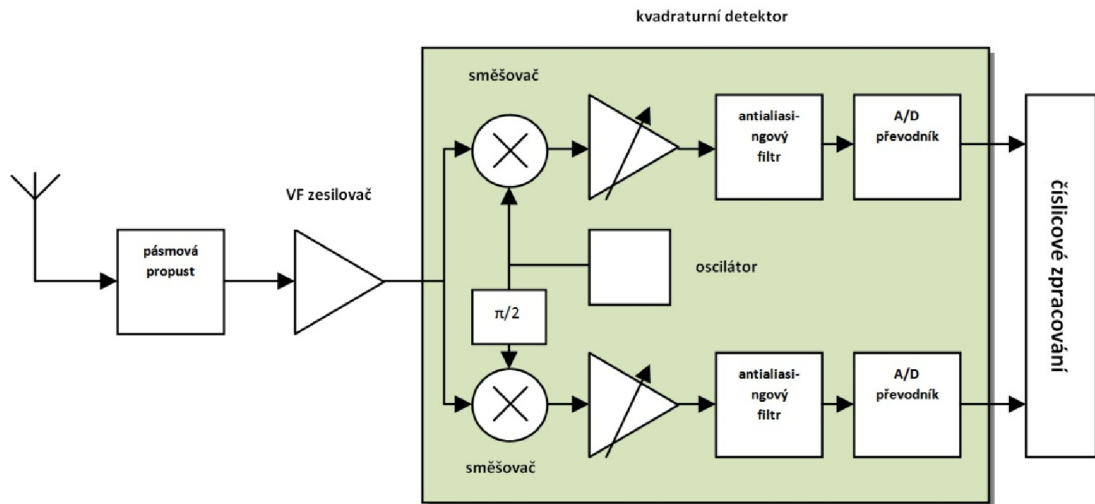 kvadraturní detektor
směšovač
antialiasi-
ngový
filtr
A/D
převodník
VF zesilovač
pásmová
propust
oscilátor
π/2
číslicové zpracování
antialiasi-
ngový
filtr
A/D
převodník
směšovač